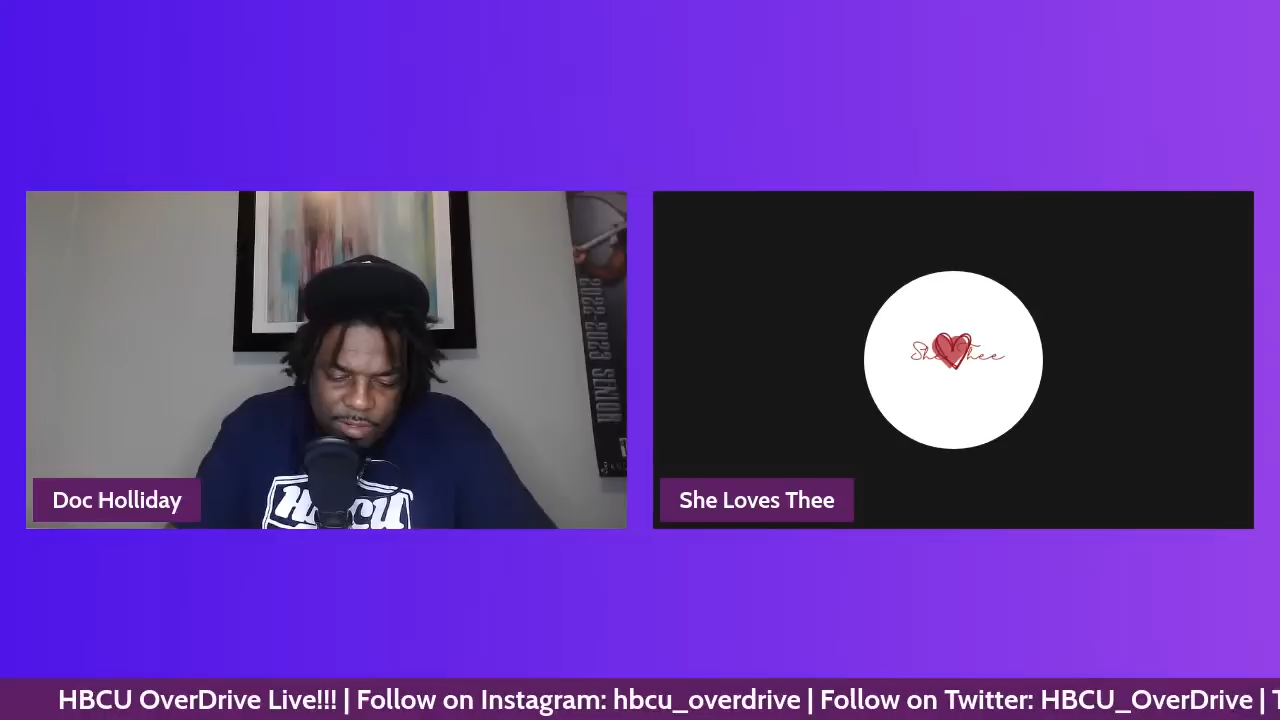 2022-2023 SENIOR
HBCU
She Thee
Doc Holliday
She Loves Thee
HBCU OverDrive Live!!! | Follow on Instagram: hbcu_overdrive | Follow on Twitter: HBCU_OverDrive | T